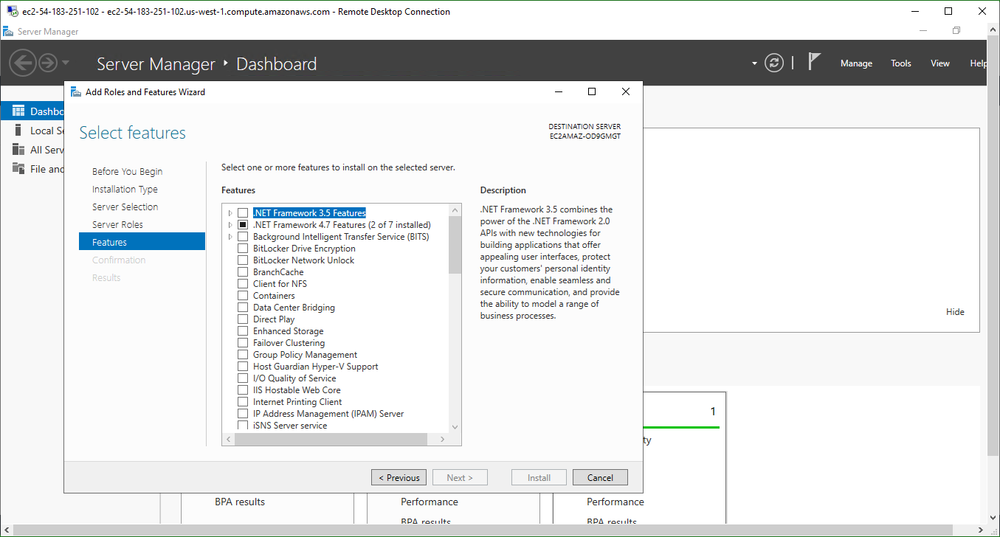 ec2-54-183-251-102 - ec2-54-183-251-102.us-west-1.compute.amazonaws.com - Remote Desktop Connection
Server Manager
Server Manager ‣ Dashboard
Manage Tools View Help
Add Roles and Features Wizard
Dashbo
Local Se
All Serv
File and
Select features
DESTINATION SERVER
EC2AMAZ-OD9GMGT
Before You Begin
Installation Type
Server Selection
Server Roles
Features
Confirmation
Results
Select one or more features to install on the selected server.
Features
.NET Framework 3.5 Features
.NET Framework 4.7 Features (2 of 7 installed)
Background Intelligent Transfer Service (BITS)
BitLocker Drive Encryption
BitLocker Network Unlock
BranchCache
Client for NFS
Containers
Data Center Bridging
Direct Play
Enhanced Storage
Failover Clustering
Group Policy Management
Host Guardian Hyper-V Support
I/O Quality of Service
IIS Hostable Web Core
Internet Printing Client
IP Address Management (IPAM) Server
iSNS Server service
Description
.NET Framework 3.5 combines the
power of the .NET Framework 2.0
APIs with new technologies for
building applications that offer
appealing user interfaces, protect
your customers' personal identity
information, enable seamless and
secure communication, and provide
the ability to model a range of
business processes.
Hide
1
ty
< Previous
Next >
Install
Cancel
BPA results
Performance
BPA results
Performance
BPA results